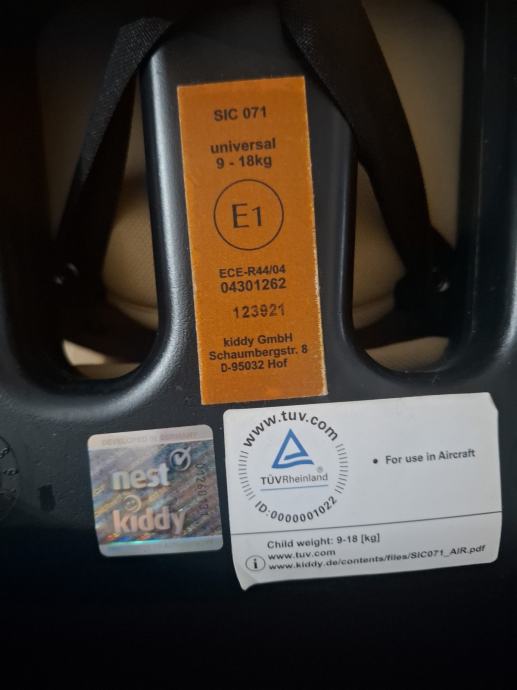 SIC 071
universal
9 - 18kg
E1
ECE-R44/04
04301262
123921
kiddy GmbH
Schaumbergstr. 8
D-95032 Hof
DEVELOPED IN GERMANY
nest
kiddy
www.tuv.com
TÜVRheinland®
ID:0000001022
• For use in Aircraft
Child weight: 9-18 [kg]
www.tuv.com
www.kiddy.de/contents/files/SIC071_AIR.pdf